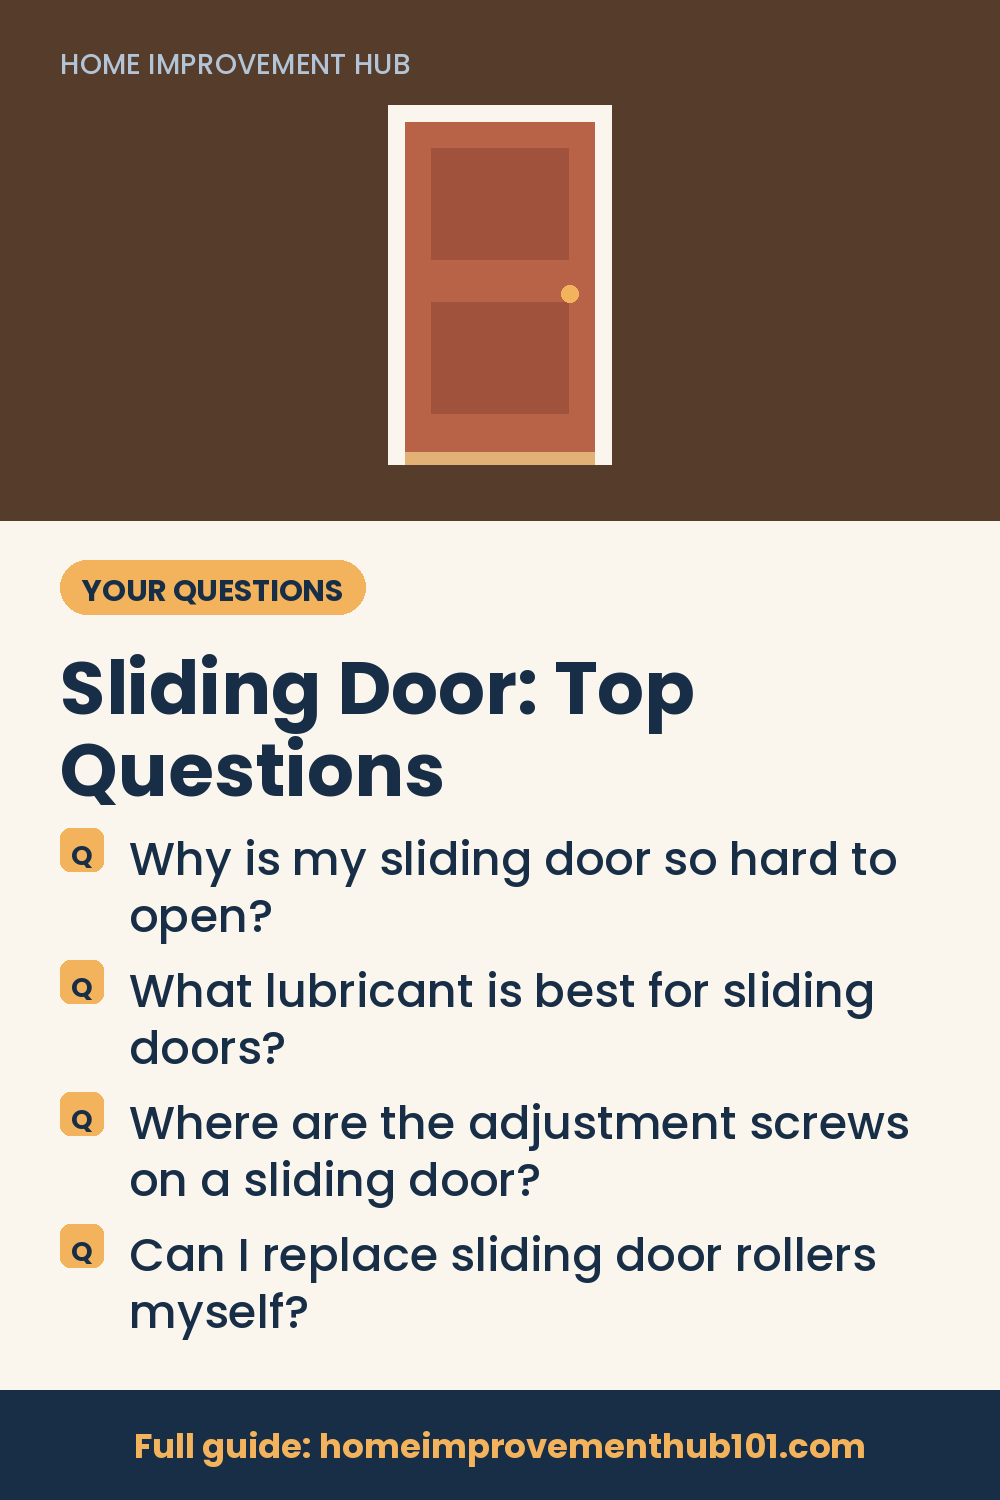 HOME IMPROVEMENT HUB
YOUR QUESTIONS
Sliding Door: Top
Questions
Q Why is my sliding door so hard to
open?
Q What lubricant is best for sliding
doors?
Q Where are the adjustment screws
on a sliding door?
Q Can I replace sliding door rollers
myself?
Full guide: homeimprovementhub101.com